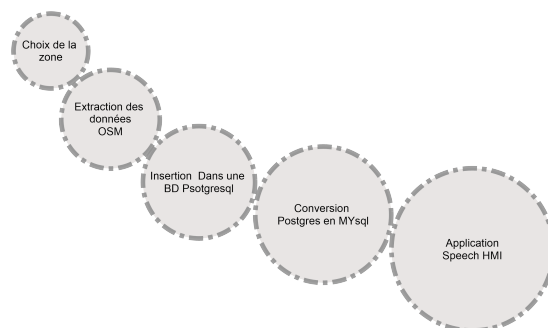 Choix de la
zone
Extraction des
données
OSM
Insertion Dans une
BD Psotgresql
Conversion
Postgres en MYsql
Application
Speech HMI